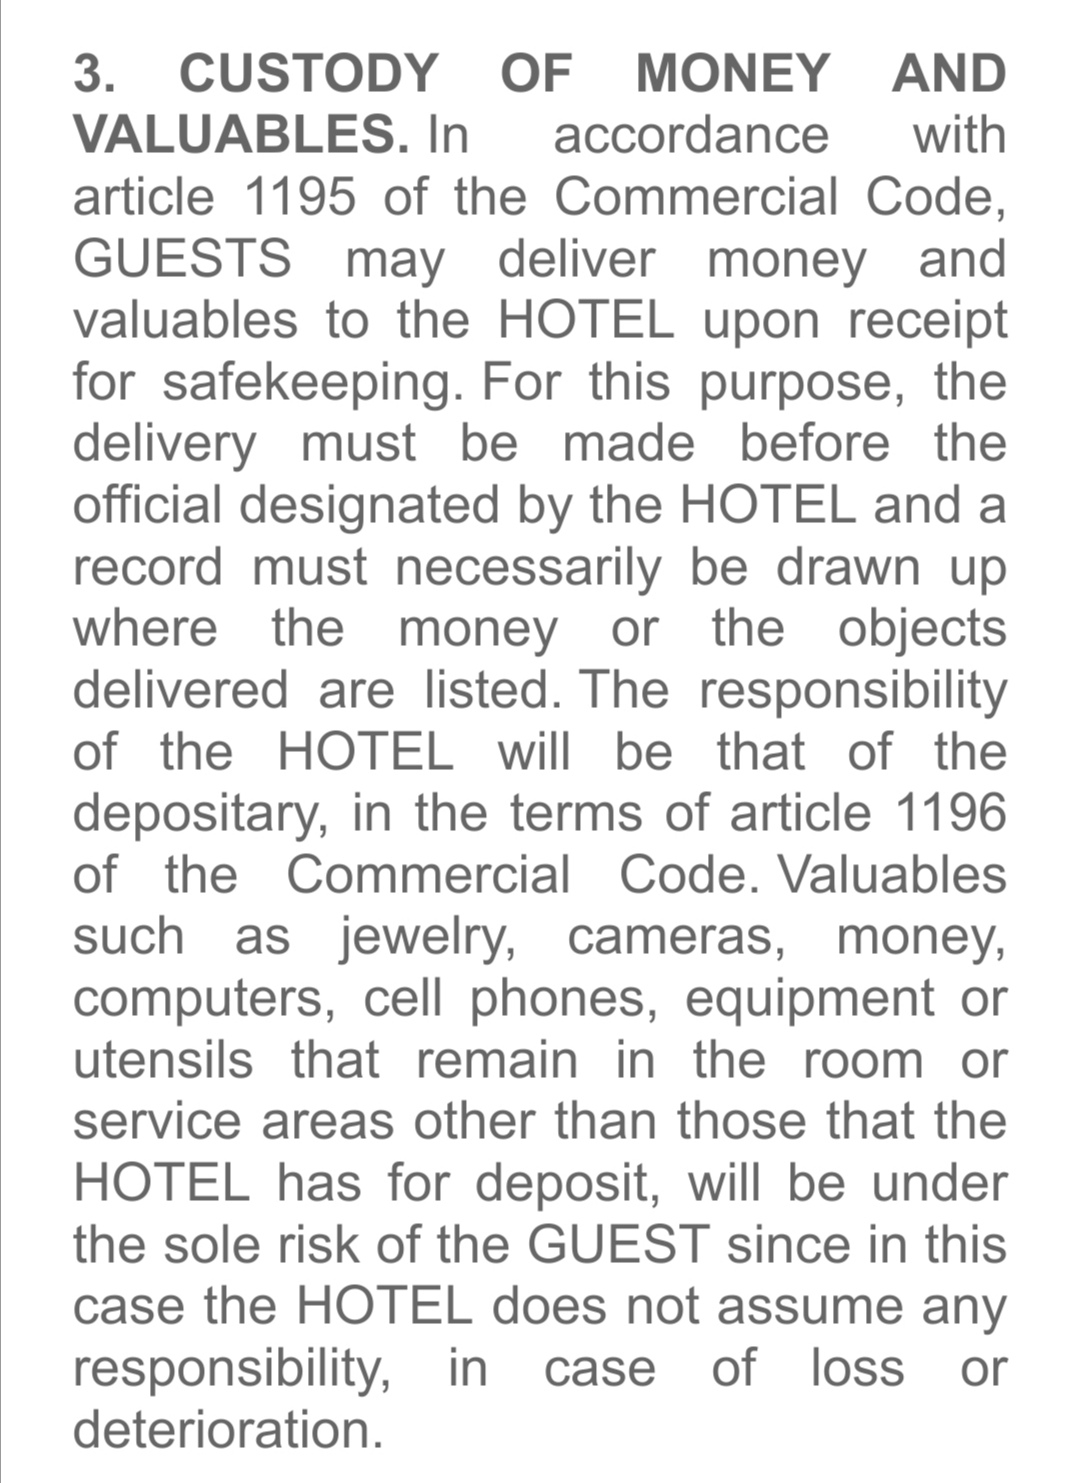 3. CUSTODY OF MONEY AND
VALUABLES. In accordance with
article 1195 of the Commercial Code,
GUESTS may deliver money and
valuables to the HOTEL upon receipt
for safekeeping. For this purpose, the
delivery must be made before the
official designated by the HOTEL and a
record must necessarily be drawn up
where the money or the objects
delivered are listed. The responsibility
of the HOTEL will be that of the
depositary, in the terms of article 1196
of the Commercial Code. Valuables
such as jewelry, cameras, money,
computers, cell phones, equipment or
utensils that remain in the room or
service areas other than those that the
HOTEL has for deposit, will be under
the sole risk of the GUEST since in this
case the HOTEL does not assume any
responsibility, in case of loss or
deterioration.